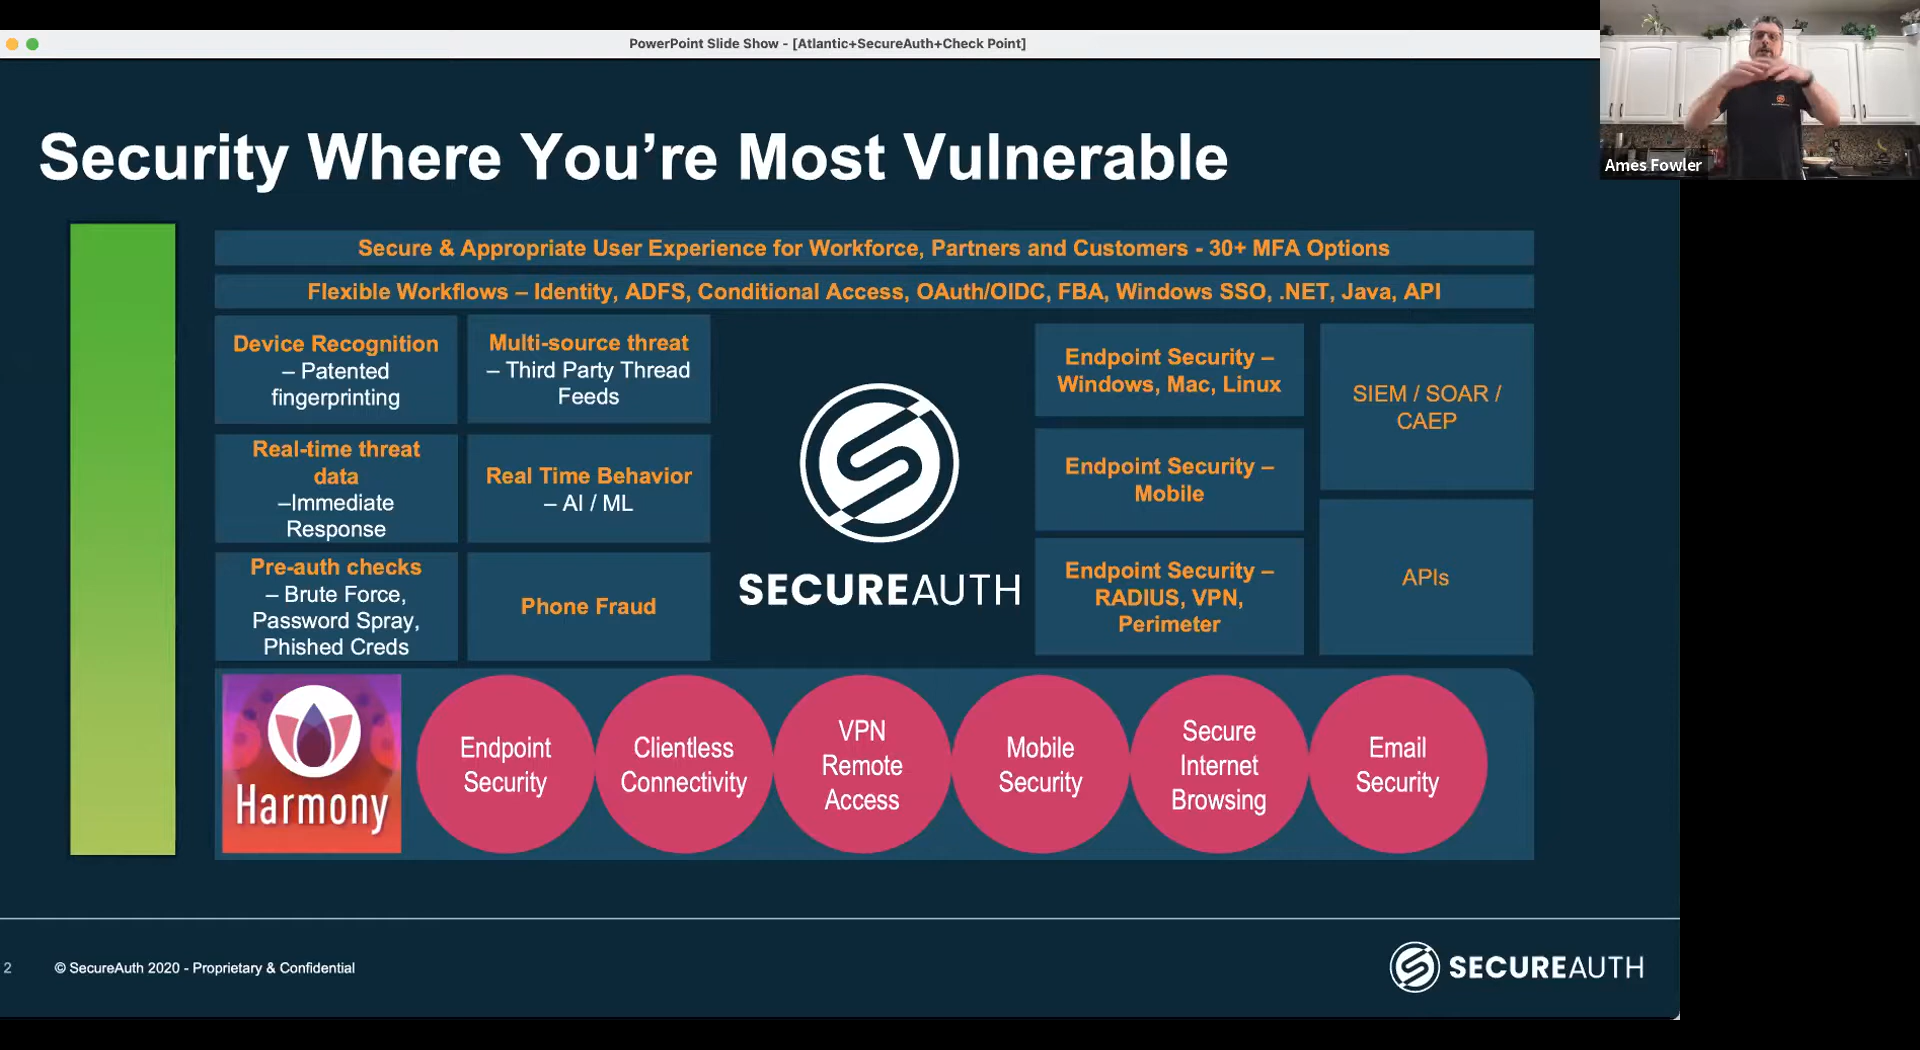 PowerPoint Slide Show - [Atlantic+SecureAuth+Check Point]
Ames Fowler
Security Where You’re Most Vulnerable
Secure & Appropriate User Experience for Workforce, Partners and Customers - 30+ MFA Options
Flexible Workflows – Identity, ADFS, Conditional Access, OAuth/OIDC, FBA, Windows SSO, .NET, Java, API
Device Recognition
– Patented
fingerprinting
Multi-source threat
– Third Party Thread
Feeds
Real-time threat
data
–Immediate
Response
Real Time Behavior
– AI / ML
Pre-auth checks
– Brute Force,
Password Spray,
Phished Creds
Phone Fraud
SECUREAUTH
Endpoint Security –
Windows, Mac, Linux
Endpoint Security –
Mobile
Endpoint Security –
RADIUS, VPN,
Perimeter
SIEM / SOAR /
CAEP
APIs
Harmony
Endpoint
Security
Clientless
Connectivity
VPN
Remote
Access
Mobile
Security
Secure
Internet
Browsing
Email
Security
2
© SecureAuth 2020 - Proprietary & Confidential
SECUREAUTH